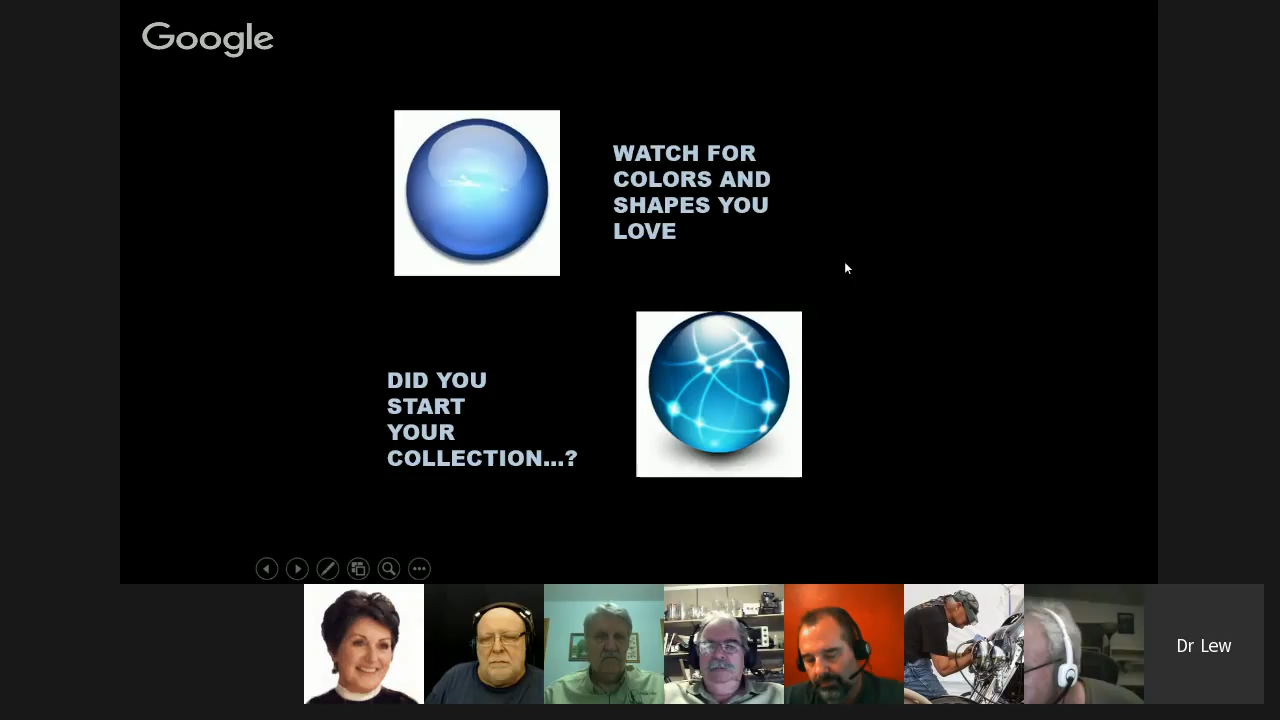 Google
WATCH FOR
COLORS AND
SHAPES YOU
LOVE
DID YOU
START
YOUR
COLLECTION...?
Dr Lew